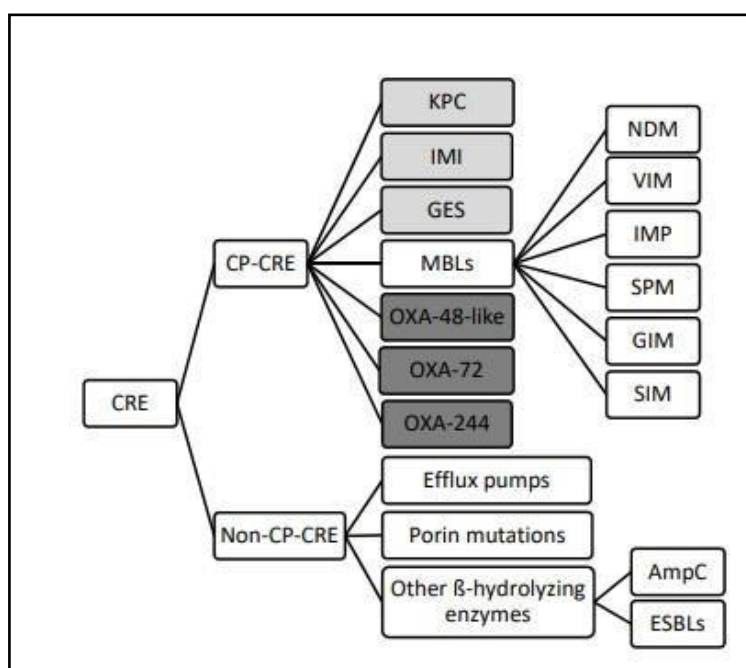 KPC
IMI
GES
MBLs
OXA-48-like
OXA-72
OXA-244
NDM
VIM
IMP
SPM
GIM
SIM
CP-CRE
CRE
Non-CP-CRE
Efflux pumps
Porin mutations
Other ß-hydrolyzing
enzymes
AmpC
ESBLs